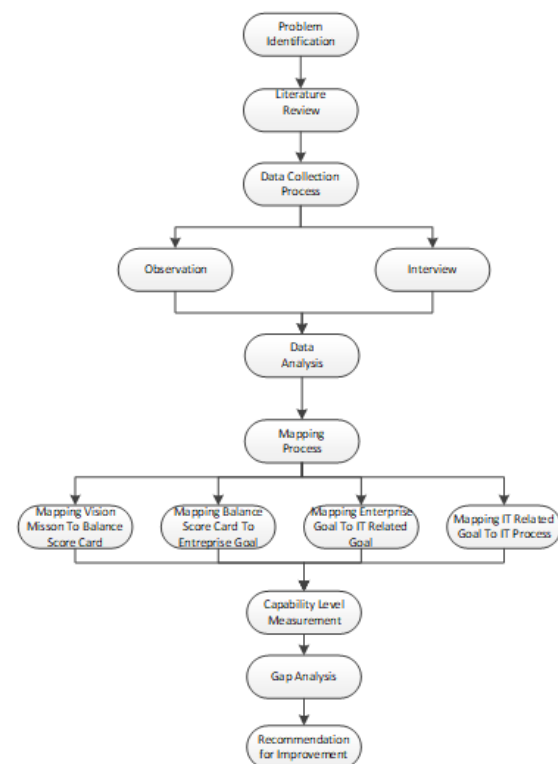 Problem
Identification
Literature
Review
Data Collection
Process
Observation
Interview
Data
Analysis
Mapping
Process
Mapping Vision
Misson To Balance
Score Card
Mapping Balance
Score Card To
Entreprise Goal
Mapping Enterprise
Goal To IT Related
Goal
Mapping IT Related
Goal To IT Process
Capability Level
Measurement
Gap Analysis
Recommendation
for Improvement